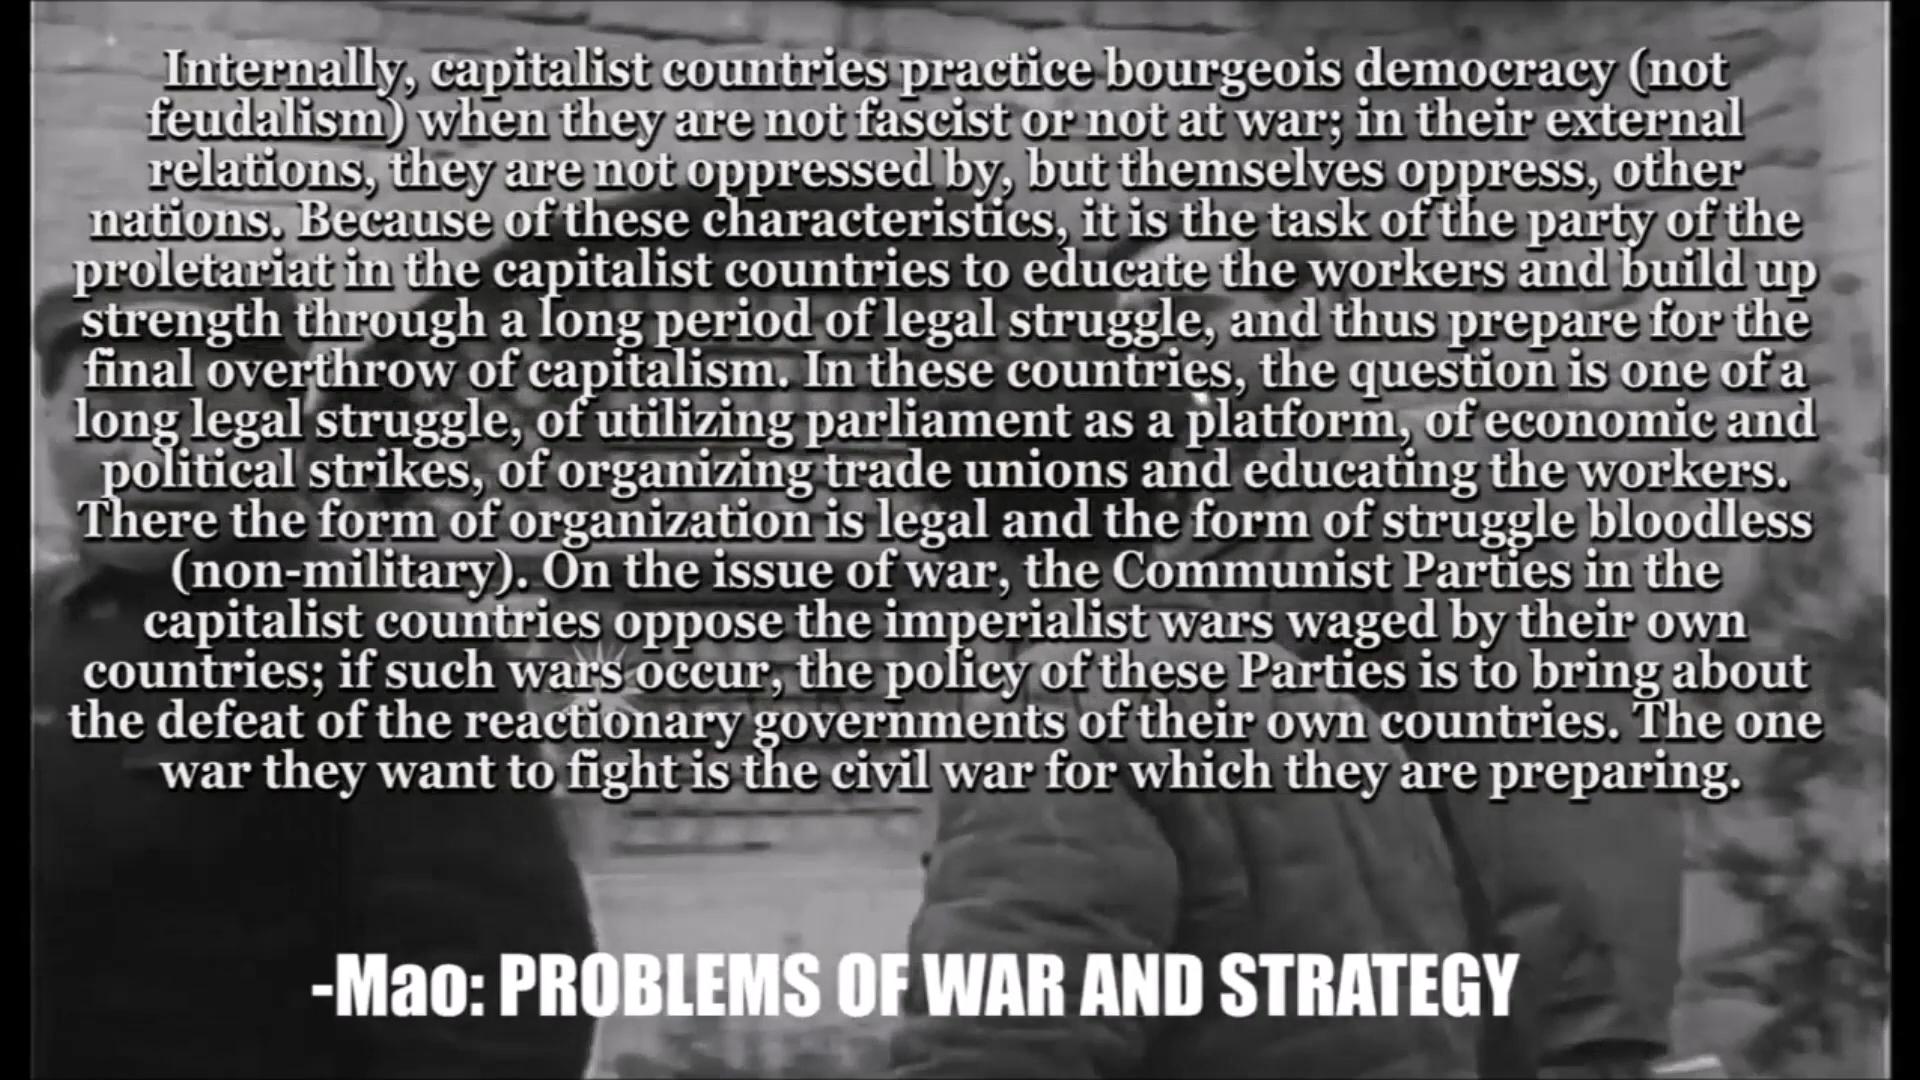 Internally, capitalist countries practice bourgeois democracy (not
feudalism) when they are not fascist or not at war; in their external
relations, they are not oppressed by, but themselves oppress, other
nations. Because of these characteristics, it is the task of the party of the
proletariat in the capitalist countries to educate the workers and build up
strength through a long period of legal struggle, and thus prepare for the
final overthrow of capitalism. In these countries, the question is one of a
long legal struggle, of utilizing parliament as a platform, of economic and
political strikes, of organizing trade unions and educating the workers.
There the form of organization is legal and the form of struggle bloodless
(non-military). On the issue of war, the Communist Parties in the
capitalist countries oppose the imperialist wars waged by their own
countries; if such wars occur, the policy of these Parties is to bring about
the defeat of the reactionary governments of their own countries. The one
war they want to fight is the civil war for which they are preparing.
-Mao: PROBLEMS OF WAR AND STRATEGY